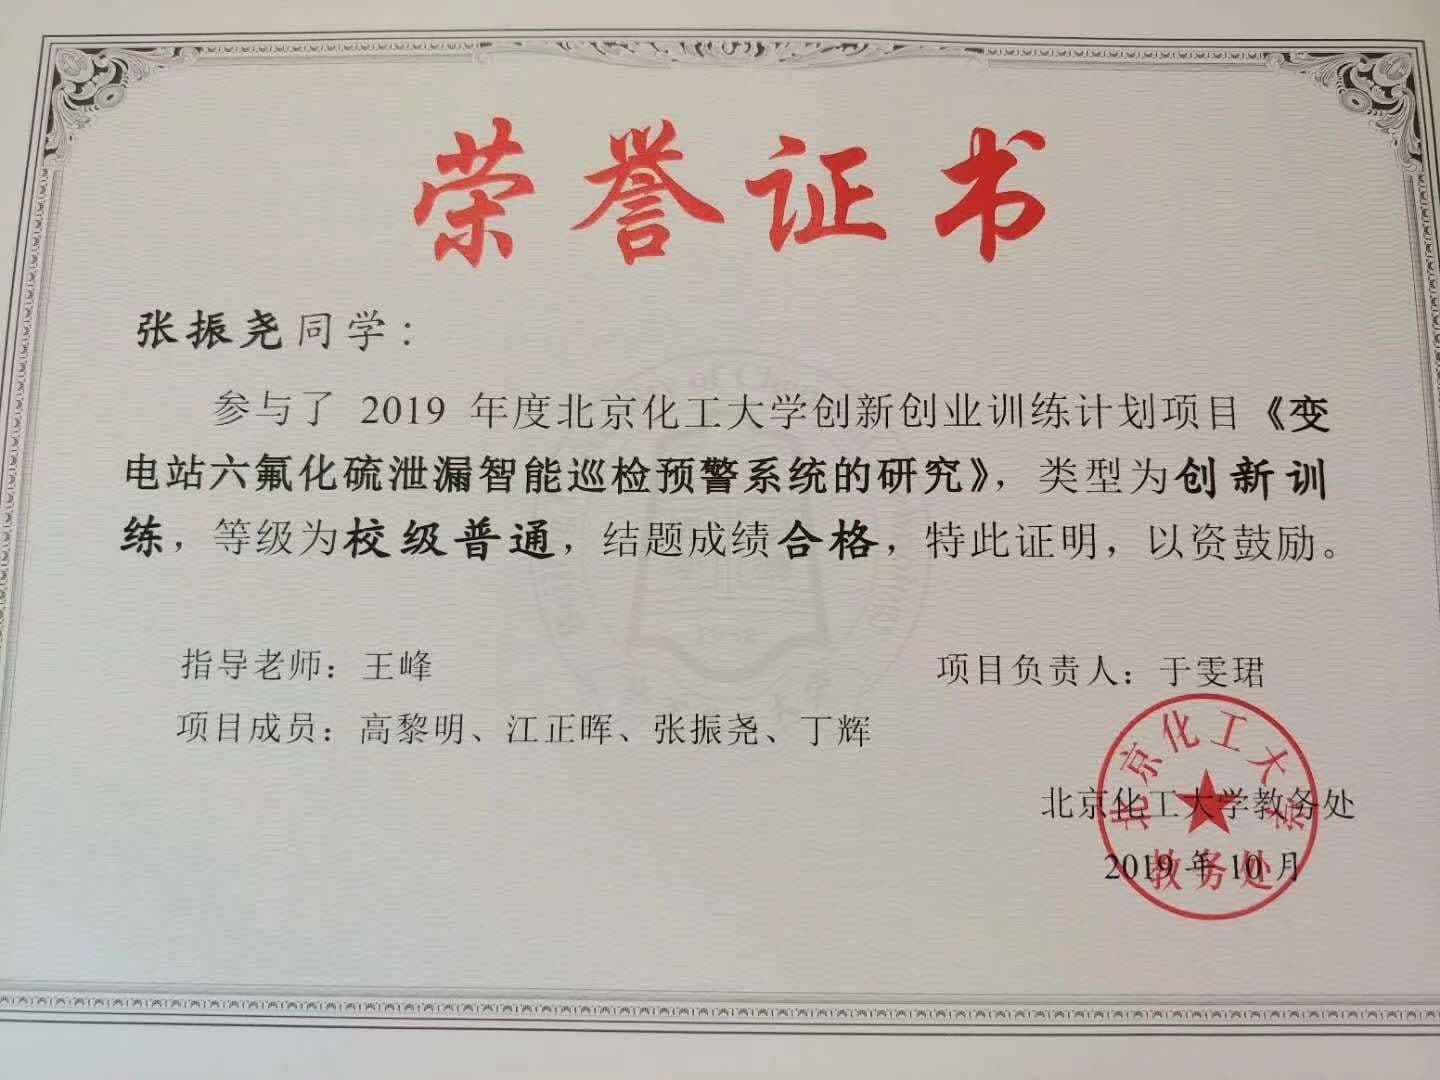 荣誉证书
张振尧同学：
参与了 2019 年度北京化工大学创新创业训练计划项目《变
电站六氟化硫泄漏智能巡检预警系统的研究》，类型为创新训
练，等级为校级普通，结题成绩合格，特此证明，以资鼓励。
指导老师：王峰
项目负责人：于雯珺
项目成员：高黎明、江正晖、张振尧、丁辉
北京化工大学教务处
2019 年 10 月
北京化工大学
教务处